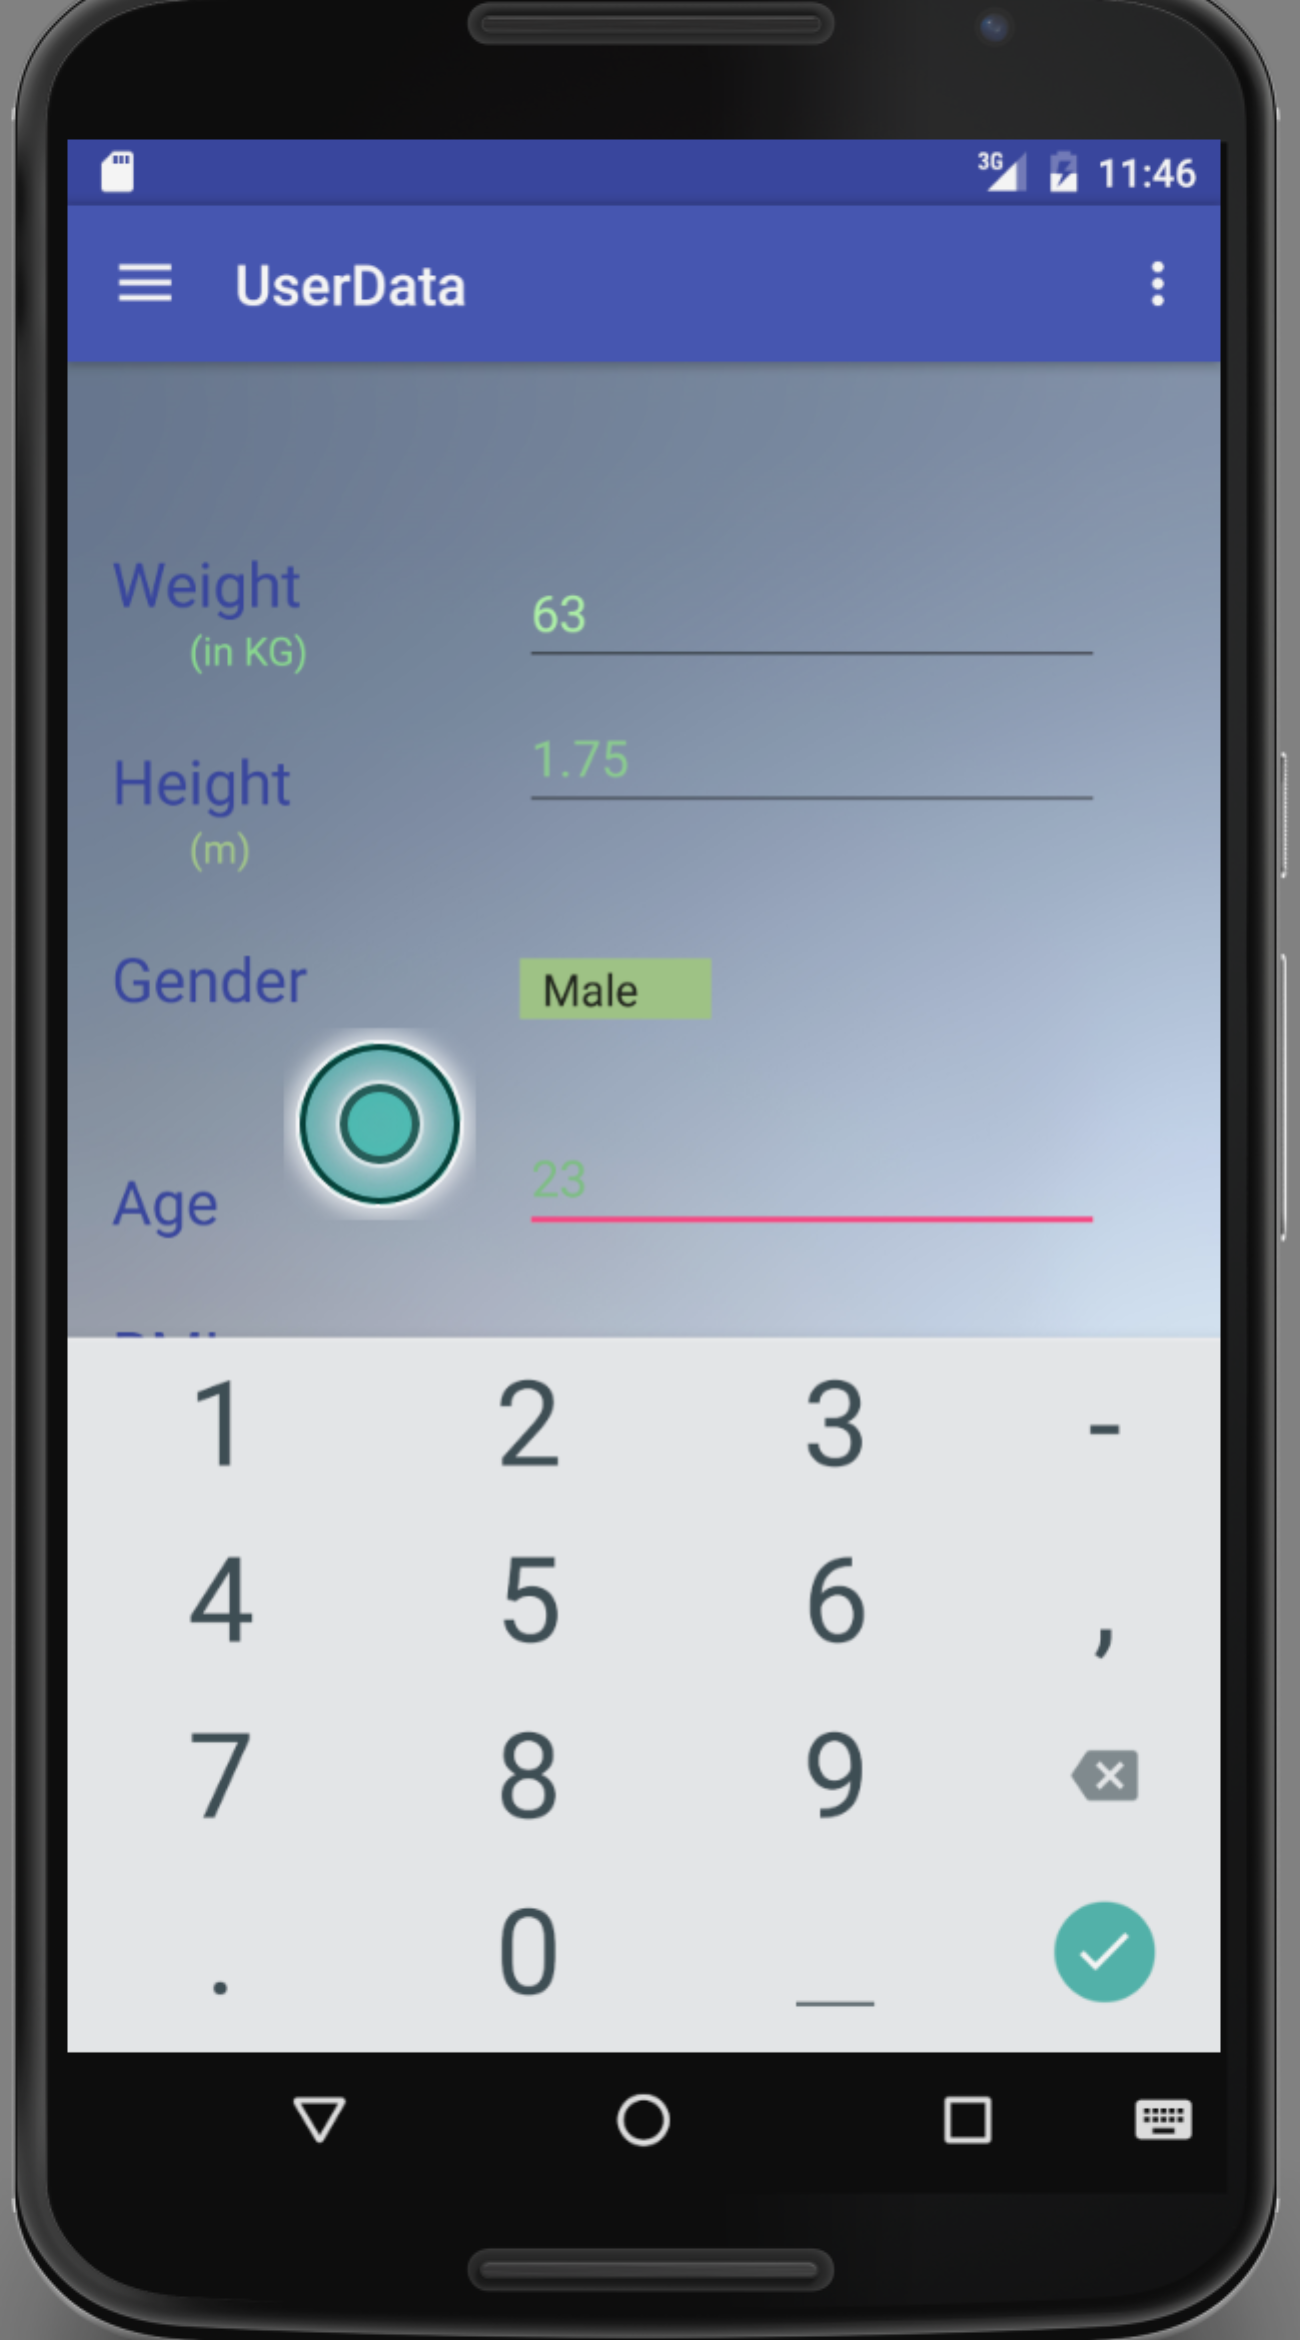 3G 11:46
UserData
Weight
(in KG)
63
Height
(m)
1.75
Gender
Male
Age
23
1 2 3 -
4 5 6 ,
7 8 9
. 0